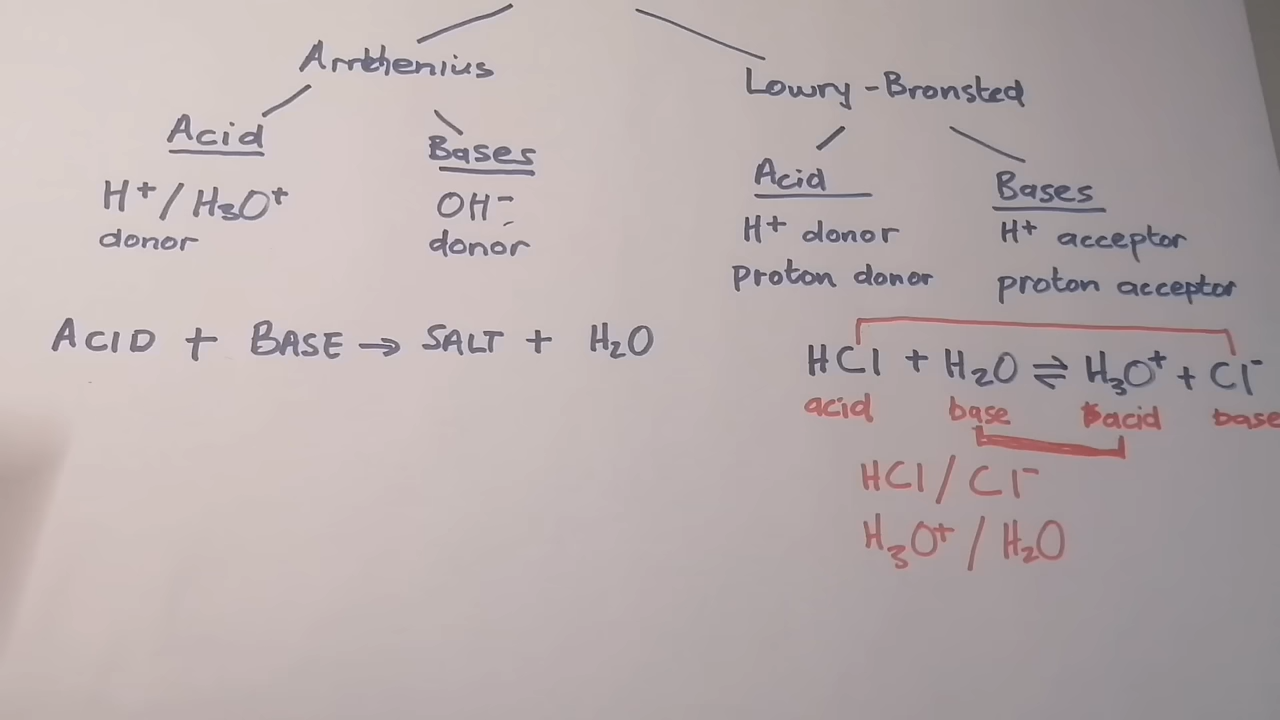 Arrhenius
Acid
H⁺/H₃O⁺
donor
Bases
OH⁻
donor
ACID + BASE → SALT + H₂O
Lowry-Bronsted
Acid
H⁺ donor
proton donor
Bases
H⁺ acceptor
proton acceptor
HCl + H₂O ⇌ H₃O⁺ + Cl⁻
acid base acid base
HCl/Cl⁻
H₃O⁺/H₂O